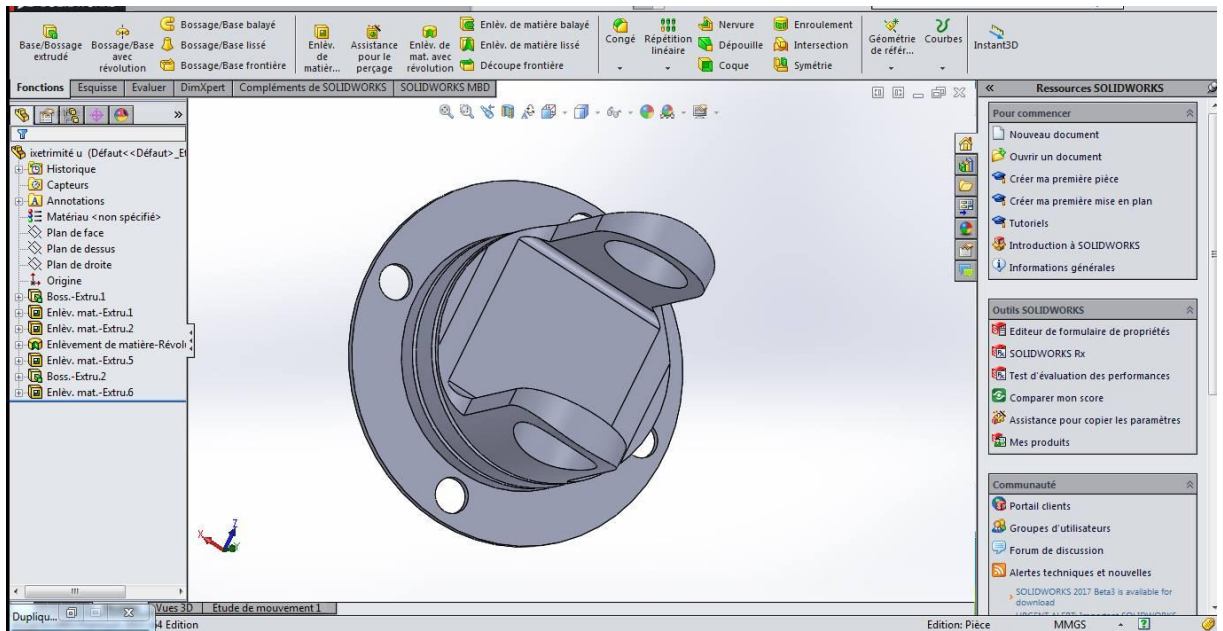 Base/Bossage
extrudé
Bossage/Base
avec
révolution
Bossage/Base balayé
Bossage/Base lissé
Bossage/Base frontière
Enlèv.
de
matièr...
Assistance
pour le
perçage
Enlèv. de
mat. avec
révolution
Enlèv. de matière balayé
Enlèv. de matière lissé
Découpe frontière
Congé
Répétition
linéaire
Nervure
Dépouille
Coque
Enroulement
Intersection
Symétrie
Géométrie
de référ...
Courbes
Instant3D
Fonctions
Esquisse
Evaluer
DimXpert
Compléments de SOLIDWORKS
SOLIDWORKS MBD
ixetrimité u (Défaut<<Défaut>_Et
Historique
Capteurs
Annotations
Matériau <non spécifié>
Plan de face
Plan de dessus
Plan de droite
Origine
Boss.-Extru.1
Enlèv. mat.-Extru.1
Enlèv. mat.-Extru.2
Enlèvement de matière-Révolu
Enlèv. mat.-Extru.5
Boss.-Extru.2
Enlèv. mat.-Extru.6
X
Z
Ressources SOLIDWORKS
Pour commencer
Nouveau document
Ouvrir un document
Créer ma première pièce
Créer ma première mise en plan
Tutoriels
Introduction à SOLIDWORKS
Informations générales
Outils SOLIDWORKS
Editeur de formulaire de propriétés
SOLIDWORKS Rx
Test d'évaluation des performances
Comparer mon score
Assistance pour copier les paramètres
Mes produits
Communauté
Portail clients
Groupes d'utilisateurs
Forum de discussion
Alertes techniques et nouvelles
SOLIDWORKS 2017 Beta3 is available for
download
Vues 3D
Etude de mouvement 1
Dupliqu...
Edition
Edition: Pièce
MMGS